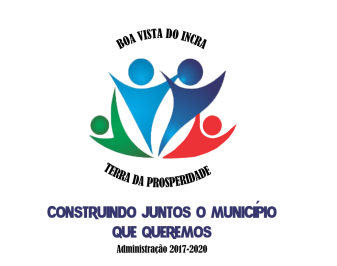 BOA VISTA DO INCRA
TERRA DA PROSPERIDADE
CONSTRUINDO JUNTOS O MUNICÍPIO
QUE QUEREMOS
Administração 2017-2020